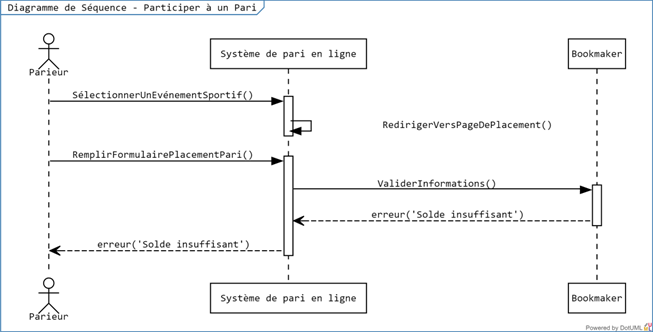 Diagramme de Séquence - Participer à un Pari
Parieur
Système de pari en ligne
Bookmaker
SélectionnerUnEvénementSportif()
RedirigerVersPageDePlacement()
RemplirFormulairePlacementPari()
ValiderInformations()
erreur('Solde insuffisant')
erreur('Solde insuffisant')
Parieur
Système de pari en ligne
Bookmaker
Powered by DotUML